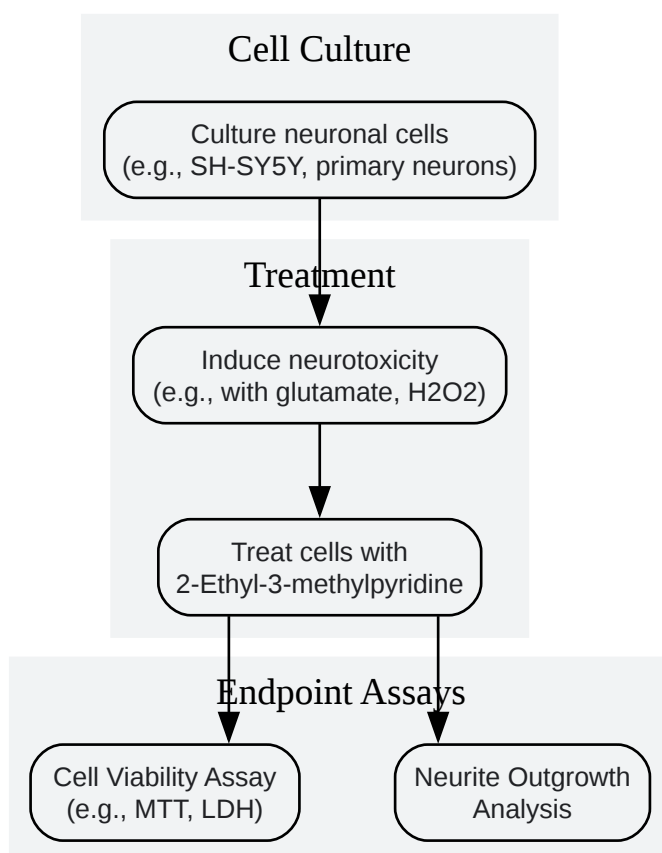 Cell Culture
Culture neuronal cells
(e.g., SH-SY5Y, primary neurons)
Treatment
Induce neurotoxicity
(e.g., with glutamate, H2O2)
Treat cells with
2-Ethyl-3-methylpyridine
Endpoint Assays
Cell Viability Assay
(e.g., MTT, LDH)
Neurite Outgrowth
Analysis